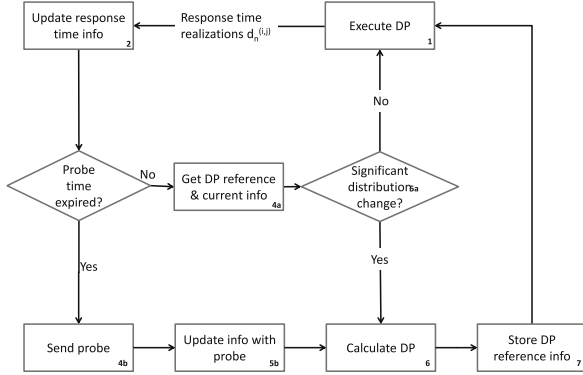 Update response
time info
2
Response time
realizations dₙ⁽ⁱ,ʲ⁾
Execute DP
1
No
Probe
time
expired?
No
Get DP reference
& current info
4a
Significant
distribution
5a
change?
Yes
Yes
Send probe
4b
Update info with
probe
5b
Calculate DP
6
Store DP
reference info
7